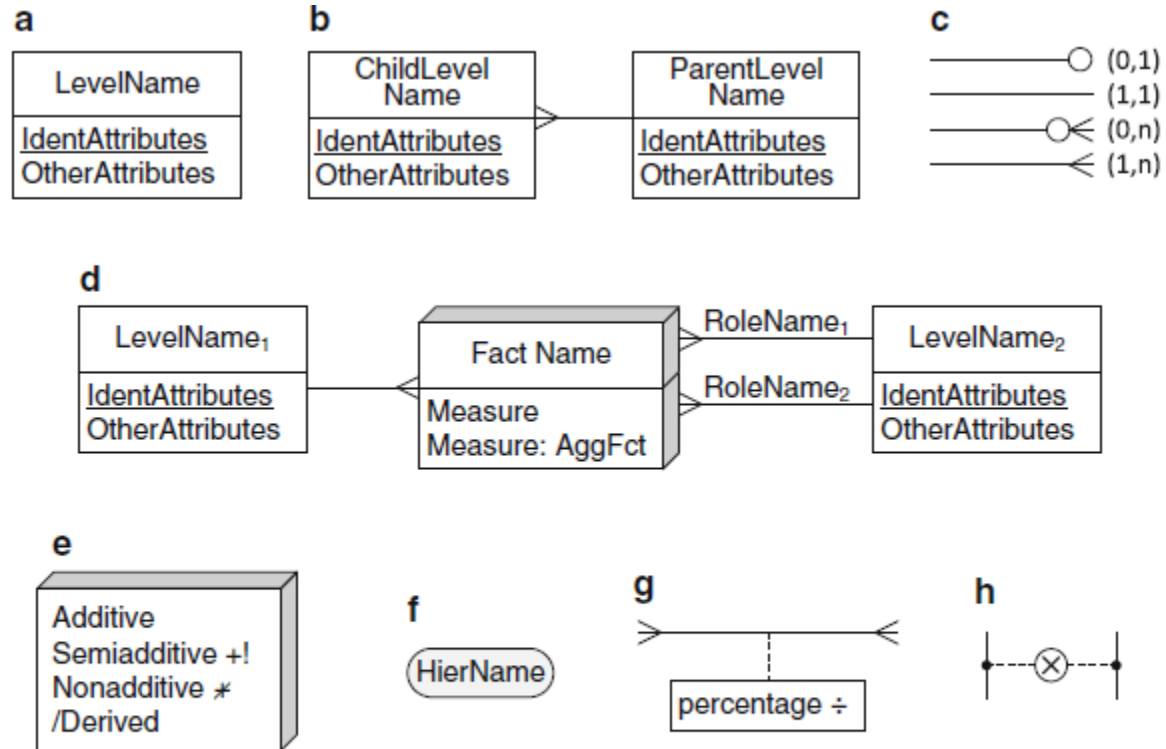 a
LevelName
IdentAttributes
OtherAttributes
b
ChildLevel
Name
IdentAttributes
OtherAttributes
ParentLevel
Name
IdentAttributes
OtherAttributes
c
(0,1)
(1,1)
(0,n)
(1,n)
d
LevelName₁
IdentAttributes
OtherAttributes
Fact Name
Measure
Measure: AggFct
RoleName₁
RoleName₂
LevelName₂
IdentAttributes
OtherAttributes
e
Additive
Semiadditive +!
Nonadditive +̸
/Derived
f
HierName
g
percentage ÷
h